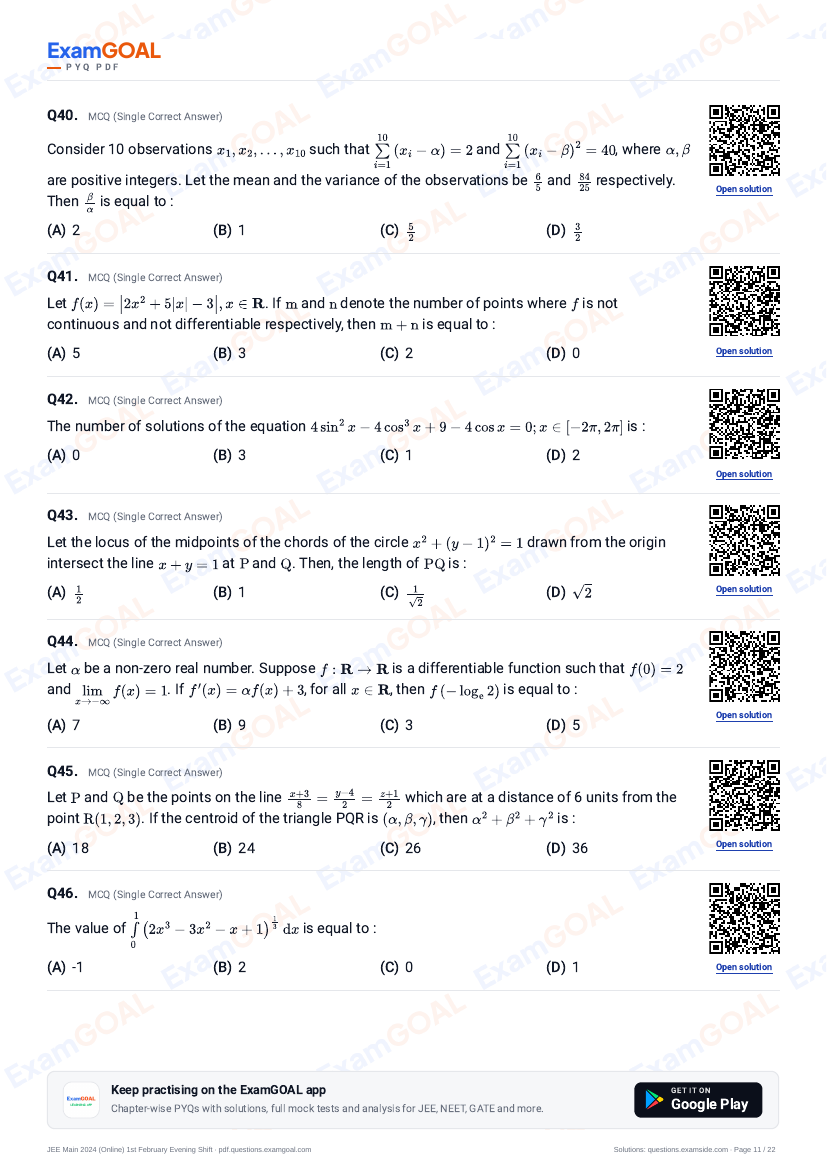 ExamGOAL
PYQ PDF
Q40. MCQ (Single Correct Answer)
Consider 10 observations x₁, x₂, . . . , x₁₀ such that ∑_{i=1}^{10} (xᵢ − α) = 2 and ∑_{i=1}^{10} (xᵢ − β)² = 40, where α, β
are positive integers. Let the mean and the variance of the observations be 6/5 and 84/25 respectively.
Then β/α is equal to :
(A) 2 (B) 1 (C) 5/2 (D) 3/2
Open solution
Q41. MCQ (Single Correct Answer)
Let f(x) = |2x² + 5|x| − 3|, x ∈ R. If m and n denote the number of points where f is not
continuous and not differentiable respectively, then m + n is equal to :
(A) 5 (B) 3 (C) 2 (D) 0
Open solution
Q42. MCQ (Single Correct Answer)
The number of solutions of the equation 4 sin² x − 4 cos³ x + 9 − 4 cos x = 0; x ∈ [−2π, 2π] is :
(A) 0 (B) 3 (C) 1 (D) 2
Open solution
Q43. MCQ (Single Correct Answer)
Let the locus of the midpoints of the chords of the circle x² + (y − 1)² = 1 drawn from the origin
intersect the line x + y = 1 at P and Q. Then, the length of PQ is :
(A) 1/2 (B) 1 (C) 1/√2 (D) √2
Open solution
Q44. MCQ (Single Correct Answer)
Let α be a non-zero real number. Suppose f : R → R is a differentiable function such that f(0) = 2
and lim_{x→−∞} f(x) = 1. If f′(x) = αf(x) + 3, for all x ∈ R, then f (− logₑ 2) is equal to :
(A) 7 (B) 9 (C) 3 (D) 5
Open solution
Q45. MCQ (Single Correct Answer)
Let P and Q be the points on the line (x+3)/8 = (y−4)/2 = (z+1)/2 which are at a distance of 6 units from the
point R(1, 2, 3). If the centroid of the triangle PQR is (α, β, γ), then α² + β² + γ² is :
(A) 18 (B) 24 (C) 26 (D) 36
Open solution
Q46. MCQ (Single Correct Answer)
The value of ∫₀¹ (2x³ − 3x² − x + 1)^{1/3} dx is equal to :
(A) -1 (B) 2 (C) 0 (D) 1
Open solution
ExamGOAL
Keep practising on the ExamGOAL app
Chapter-wise PYQs with solutions, full mock tests and analysis for JEE, NEET, GATE and more.
GET IT ON
Google Play
JEE Main 2024 (Online) 1st February Evening Shift · pdf.questions.examgoal.com
Solutions: questions.examside.com · Page 11 / 22